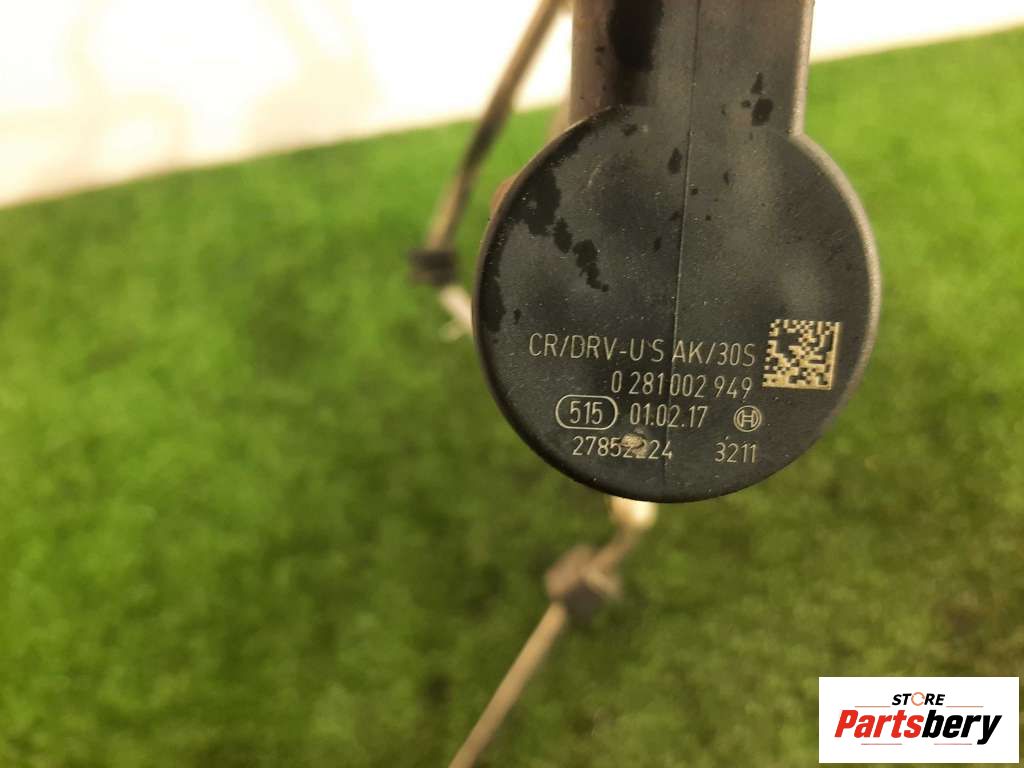 CR/DRV-U S AK/30S
0 281 002 949
515 01.02.17
3211
STORE
Partsbery